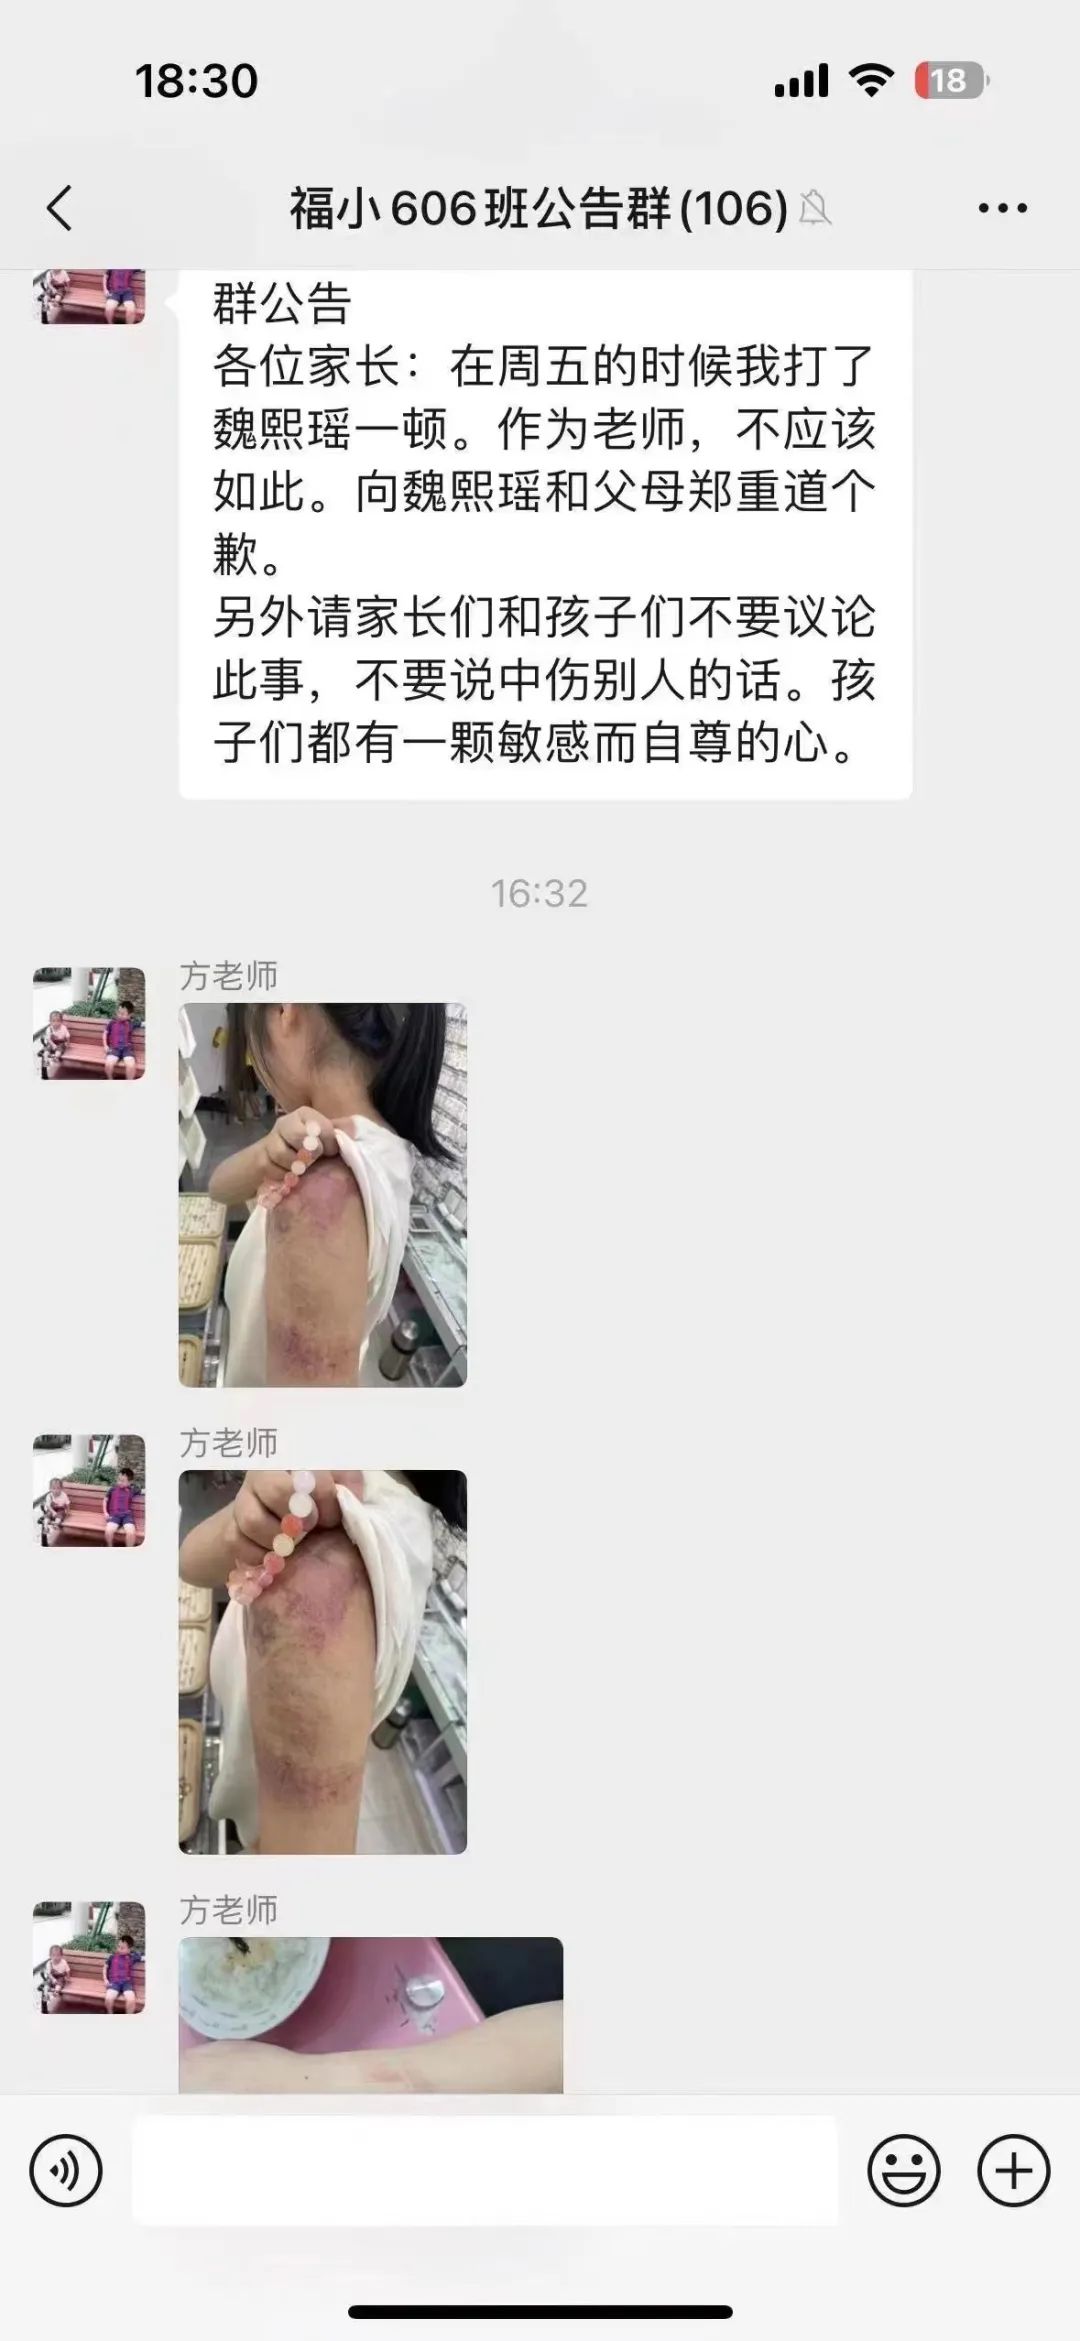 18:30
18
福小606班公告群(106)
群公告
各位家长：在周五的时候我打了
魏熙瑶一顿。作为老师，不应该
如此。向魏熙瑶和父母郑重道个
歉。
另外请家长们和孩子们不要议论
此事，不要说中伤别人的话。孩
子们都有一颗敏感而自尊的心。
16:32
方老师
方老师
方老师